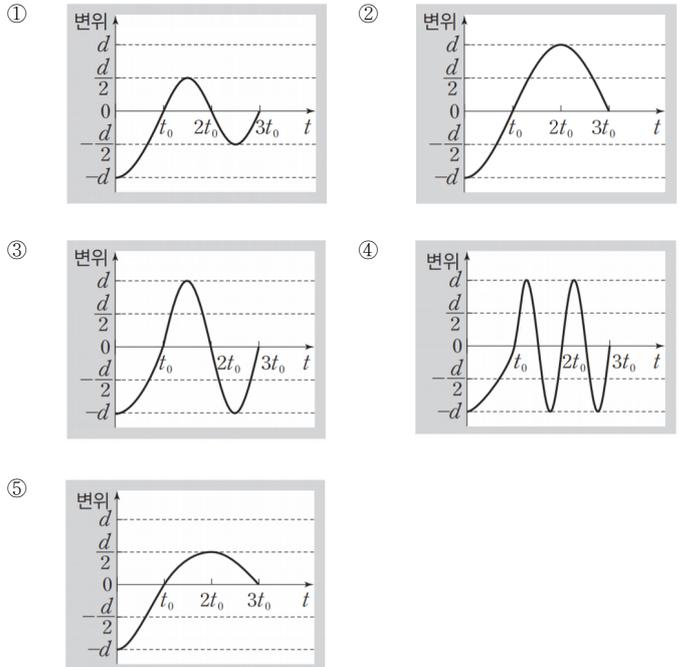 ①
변위
d
d/2
0
-d/2
-d
t₀ 2t₀ 3t₀ t
②
변위
d
d/2
0
-d/2
-d
t₀ 2t₀ 3t₀ t
③
변위
d
d/2
0
-d/2
-d
t₀ 2t₀ 3t₀ t
④
변위
d
d/2
0
-d/2
-d
t₀ 2t₀ 3t₀ t
⑤
변위
d
d/2
0
-d/2
-d
t₀ 2t₀ 3t₀ t